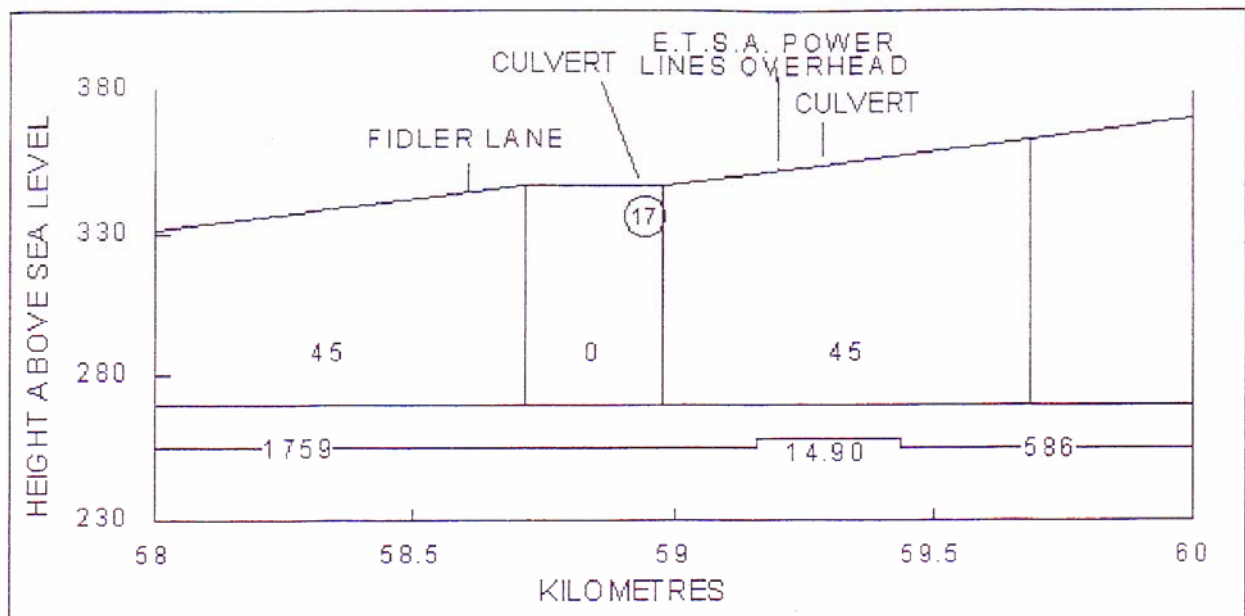 E.T.S.A. POWER
CULVERT LINES OVERHEAD
380
CULVERT
FIDLER LANE
HEIGHT ABOVE SEA LEVEL
17
330
45 0 45
280
1759 14.90 586
230
58 58.5 59 59.5 60
KILOMETRES